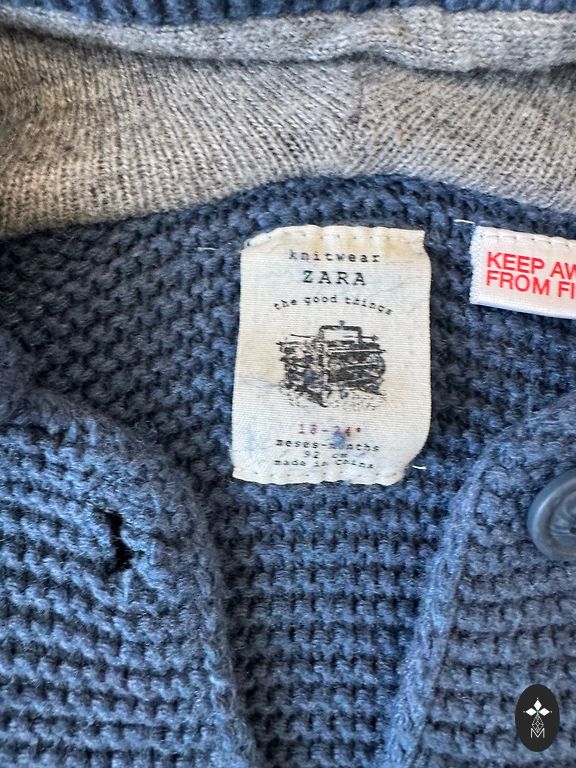 knitwear
ZARA
the good things
18-24*
meses-months
92 cm
made in China
KEEP AW
FROM FI
M